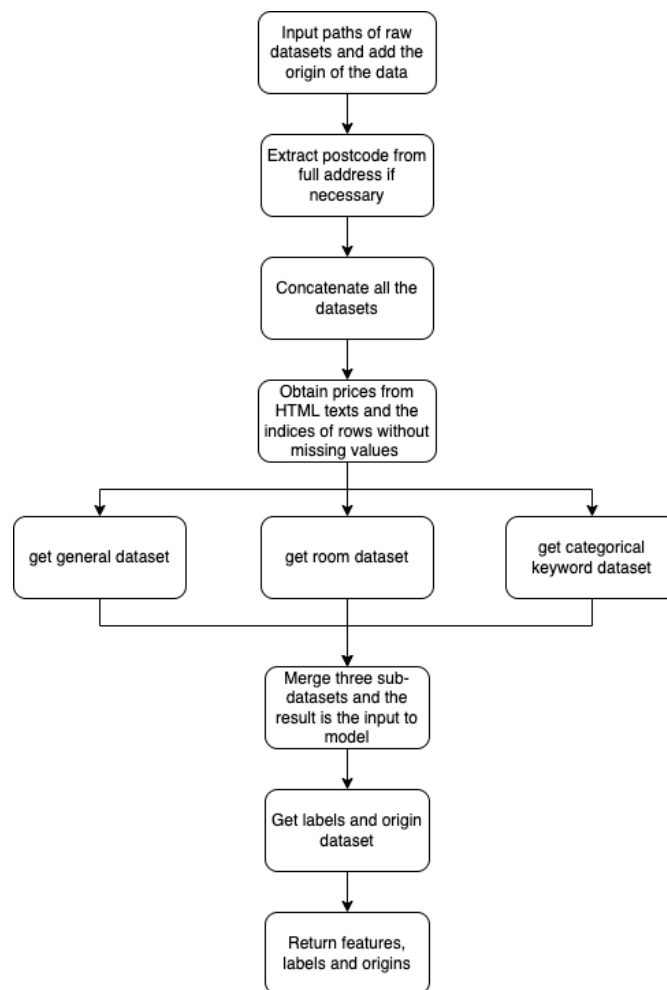 Input paths of raw
datasets and add the
origin of the data
Extract postcode from
full address if
necessary
Concatenate all the
datasets
Obtain prices from
HTML texts and the
indices of rows without
missing values
get general dataset
get room dataset
get categorical
keyword dataset
Merge three sub-
datasets and the
result is the input to
model
Get labels and origin
dataset
Return features,
labels and origins